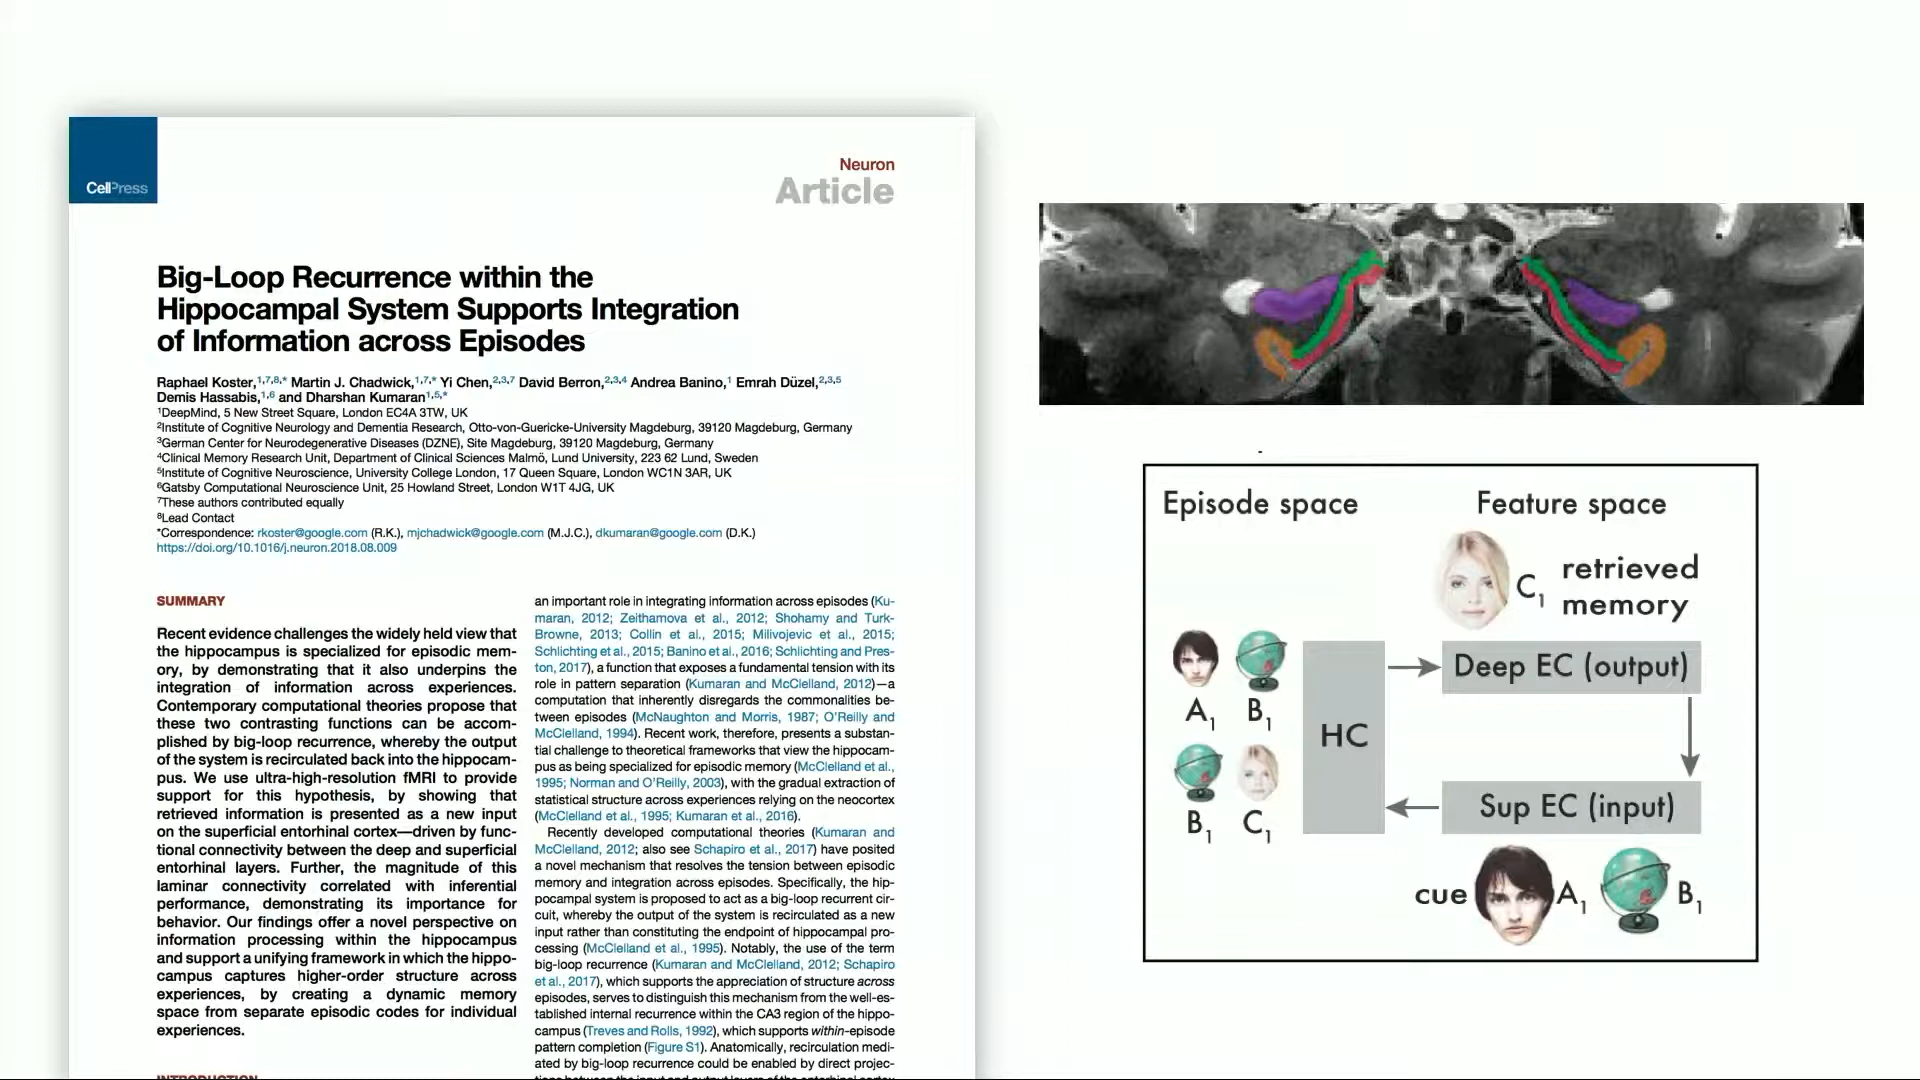 CellPress
Neuron
Article
Big-Loop Recurrence within the
Hippocampal System Supports Integration
of Information across Episodes
Raphael Koster,1,7,8,* Martin J. Chadwick,1,7,* Yi Chen,2,3,7 David Berron,2,3,4 Andrea Banino,1 Emrah Düzel,2,3,5
Demis Hassabis,1,6 and Dharshan Kumaran1,5,*
1DeepMind, 5 New Street Square, London EC4A 3TW, UK
2Institute of Cognitive Neurology and Dementia Research, Otto-von-Guericke-University Magdeburg, 39120 Magdeburg, Germany
3German Center for Neurodegenerative Diseases (DZNE), Site Magdeburg, 39120 Magdeburg, Germany
4Clinical Memory Research Unit, Department of Clinical Sciences Malmö, Lund University, 223 62 Lund, Sweden
5Institute of Cognitive Neuroscience, University College London, 17 Queen Square, London WC1N 3AR, UK
6Gatsby Computational Neuroscience Unit, 25 Howland Street, London W1T 4JG, UK
7These authors contributed equally
8Lead Contact
*Correspondence: rkoster@google.com (R.K.), mjchadwick@google.com (M.J.C.), dkumaran@google.com (D.K.)
https://doi.org/10.1016/j.neuron.2018.08.009
SUMMARY
Recent evidence challenges the widely held view that
the hippocampus is specialized for episodic mem-
ory, by demonstrating that it also underpins the
integration of information across experiences.
Contemporary computational theories propose that
these two contrasting functions can be accom-
plished by big-loop recurrence, whereby the output
of the system is recirculated back into the hippocam-
pus. We use ultra-high-resolution fMRI to provide
support for this hypothesis, by showing that
retrieved information is presented as a new input
on the superficial entorhinal cortex—driven by func-
tional connectivity between the deep and superficial
entorhinal layers. Further, the magnitude of this
laminar connectivity correlated with inferential
performance, demonstrating its importance for
behavior. Our findings offer a novel perspective on
information processing within the hippocampus
and support a unifying framework in which the hippo-
campus captures higher-order structure across
experiences, by creating a dynamic memory
space from separate episodic codes for individual
experiences.
INTRODUCTION
an important role in integrating information across episodes (Ku-
maran, 2012; Zeithamova et al., 2012; Shohamy and Turk-
Browne, 2013; Collin et al., 2015; Milivojevic et al., 2015;
Schlichting et al., 2015; Banino et al., 2016; Schlichting and Pres-
ton, 2017), a function that exposes a fundamental tension with its
role in pattern separation (Kumaran and McClelland, 2012)—a
computation that inherently disregards the commonalities be-
tween episodes (McNaughton and Morris, 1987; O'Reilly and
McClelland, 1994). Recent work, therefore, presents a substan-
tial challenge to theoretical frameworks that view the hippocam-
pus as being specialized for episodic memory (McClelland et al.,
1995; Norman and O'Reilly, 2003), with the gradual extraction of
statistical structure across experiences relying on the neocortex
(McClelland et al., 1995; Kumaran et al., 2016).
Recently developed computational theories (Kumaran and
McClelland, 2012; also see Schapiro et al., 2017) have posited
a novel mechanism that resolves the tension between episodic
memory and integration across episodes. Specifically, the hip-
pocampal system is proposed to act as a big-loop recurrent cir-
cuit, whereby the output of the system is recirculated as a new
input rather than constituting the endpoint of hippocampal pro-
cessing (McClelland et al., 1995). Notably, the use of the term
big-loop recurrence (Kumaran and McClelland, 2012; Schapiro
et al., 2017), which supports the appreciation of structure across
episodes, serves to distinguish this mechanism from the well-es-
tablished internal recurrence within the CA3 region of the hippo-
campus (Treves and Rolls, 1992), which supports within-episode
pattern completion (Figure S1). Anatomically, recirculation medi-
ated by big-loop recurrence could be enabled by direct projec-
tions between the input and output layers of the entorhinal cortex
Episode space
Feature space
C1 retrieved
memory
A1 B1
B1 C1
HC
Deep EC (output)
Sup EC (input)
cue A1 B1